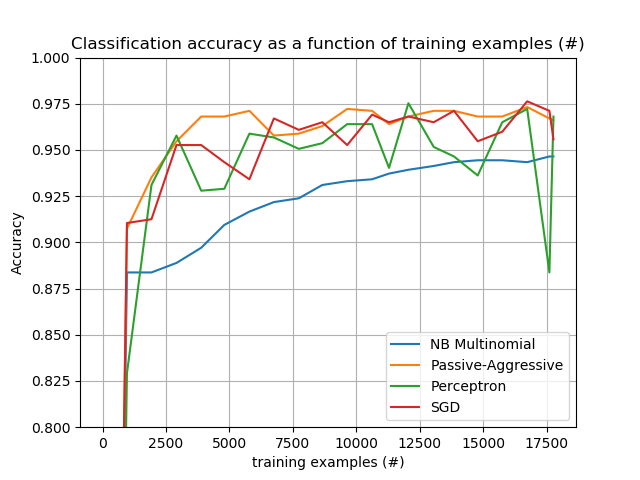 Classification accuracy as a function of training examples (#)
1.000
0.975
0.950
0.925
0.900
0.875
0.850
0.825
0.800
Accuracy
NB Multinomial
Passive-Aggressive
Perceptron
SGD
0 2500 5000 7500 10000 12500 15000 17500
training examples (#)